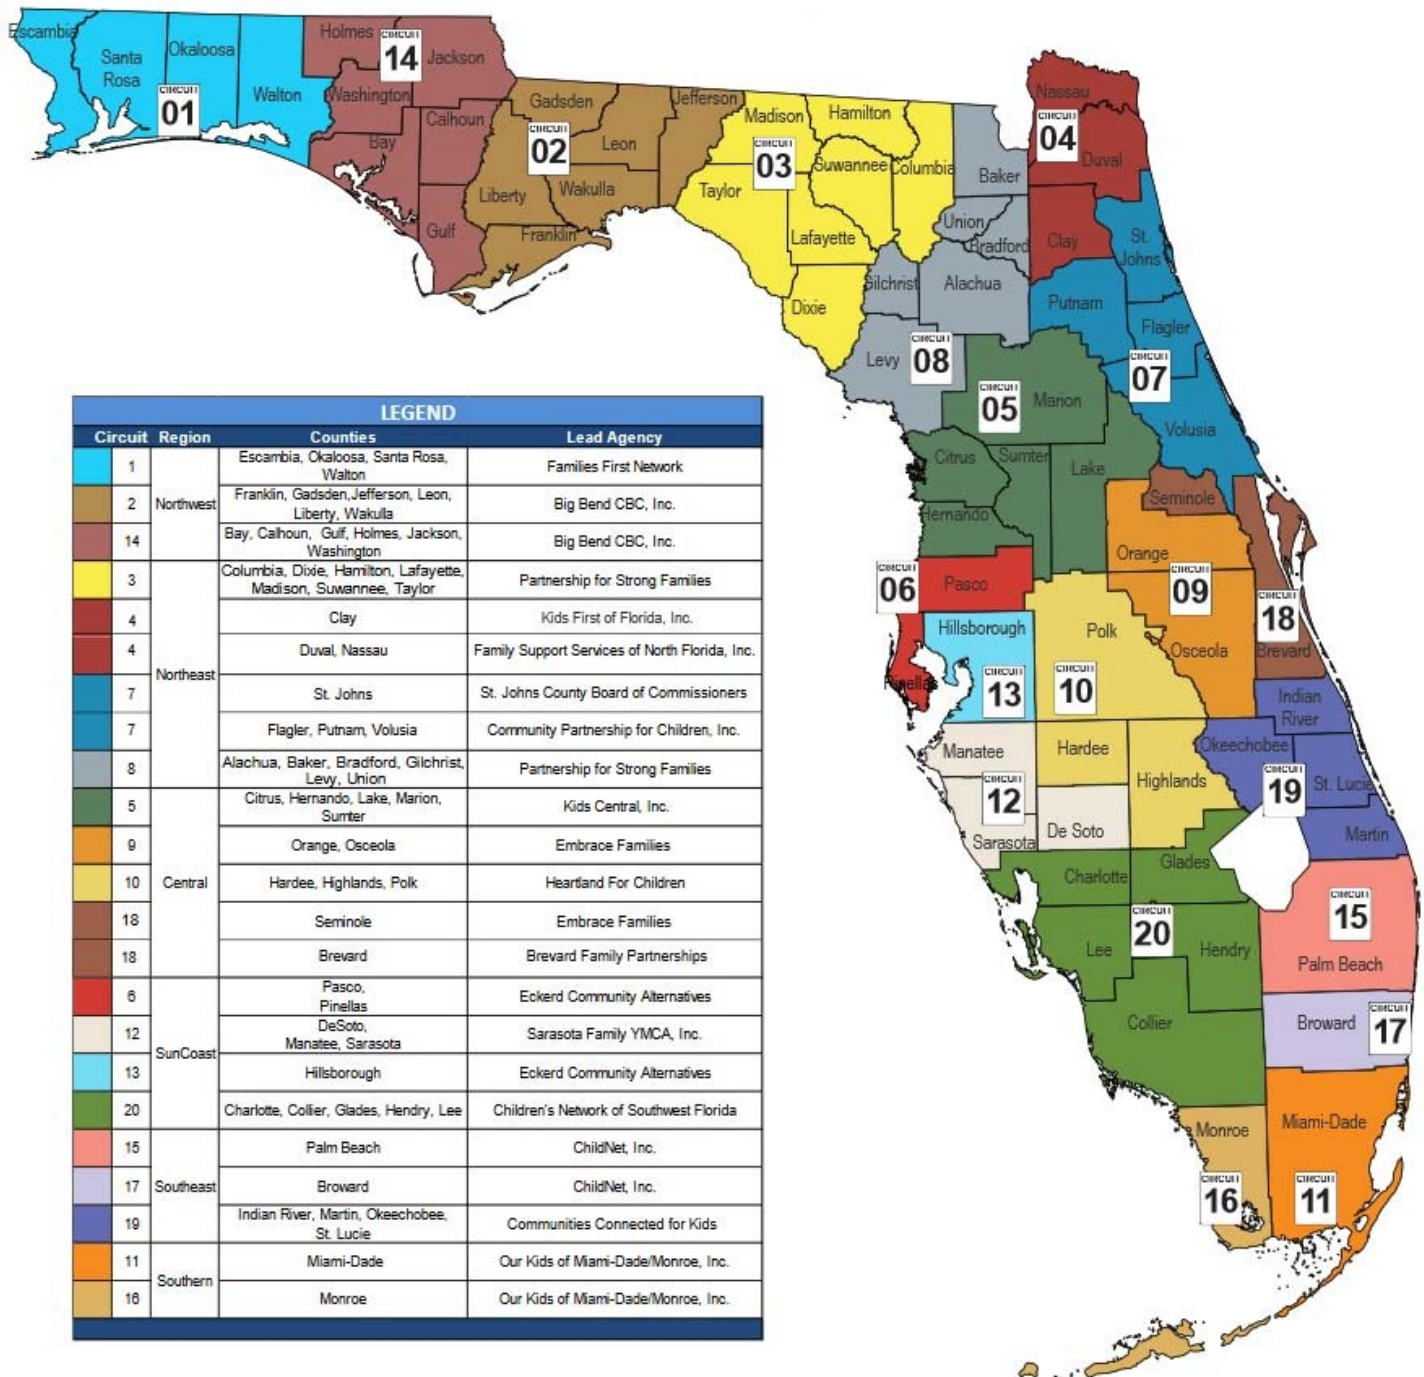 Escambia
Santa
Rosa
Okaloosa
Walton
CIRCUIT
01
Holmes
CIRCUIT
14
Jackson
Washington
Bay
Calhoun
Gulf
Gadsden
Jefferson
CIRCUIT
02
Leon
Liberty
Wakulla
Franklin
Madison
Hamilton
CIRCUIT
03
Suwannee
Columbia
Taylor
Lafayette
Dixie
Nassau
CIRCUIT
04
Duval
Clay
Baker
Union
Bradford
Gilchrist
Alachua
Levy
CIRCUIT
08
St.
Johns
Putnam
Flagler
CIRCUIT
07
Volusia
CIRCUIT
05
Marion
Citrus
Sumter
Lake
Hernando
Seminole
Orange
CIRCUIT
09
Osceola
CIRCUIT
18
Brevard
CIRCUIT
06
Pasco
Pinellas
Hillsborough
CIRCUIT
13
Polk
CIRCUIT
10
Hardee
Highlands
Manatee
CIRCUIT
12
Sarasota
De Soto
Indian
River
Okeechobee
CIRCUIT
19
St. Lucie
Martin
Charlotte
Glades
CIRCUIT
20
Lee
Hendry
Collier
CIRCUIT
15
Palm Beach
Broward
CIRCUIT
17
Monroe
CIRCUIT
16
Miami-Dade
CIRCUIT
11
LEGEND
Circuit Region Counties Lead Agency
Northwest
1 Escambia, Okaloosa, Santa Rosa,
Walton Families First Network
2 Franklin, Gadsden,Jefferson, Leon,
Liberty, Wakulla Big Bend CBC, Inc.
14 Bay, Calhoun, Gulf, Holmes, Jackson,
Washington Big Bend CBC, Inc.
Northeast
3 Columbia, Dixie, Hamilton, Lafayette,
Madison, Suwannee, Taylor Partnership for Strong Families
4 Clay Kids First of Florida, Inc.
4 Duval, Nassau Family Support Services of North Florida, Inc.
7 St. Johns St. Johns County Board of Commissioners
7 Flagler, Putnam, Volusia Community Partnership for Children, Inc.
8 Alachua, Baker, Bradford, Gilchrist,
Levy, Union Partnership for Strong Families
Central
5 Citrus, Hernando, Lake, Marion,
Sumter Kids Central, Inc.
9 Orange, Osceola Embrace Families
10 Hardee, Highlands, Polk Heartland For Children
18 Seminole Embrace Families
18 Brevard Brevard Family Partnerships
SunCoast
6 Pasco,
Pinellas Eckerd Community Alternatives
12 DeSoto,
Manatee, Sarasota Sarasota Family YMCA, Inc.
13 Hillsborough Eckerd Community Alternatives
20 Charlotte, Collier, Glades, Hendry, Lee Children's Network of Southwest Florida
Southeast
15 Palm Beach ChildNet, Inc.
17 Broward ChildNet, Inc.
19 Indian River, Martin, Okeechobee,
St. Lucie Communities Connected for Kids
Southern
11 Miami-Dade Our Kids of Miami-Dade/Monroe, Inc.
16 Monroe Our Kids of Miami-Dade/Monroe, Inc.